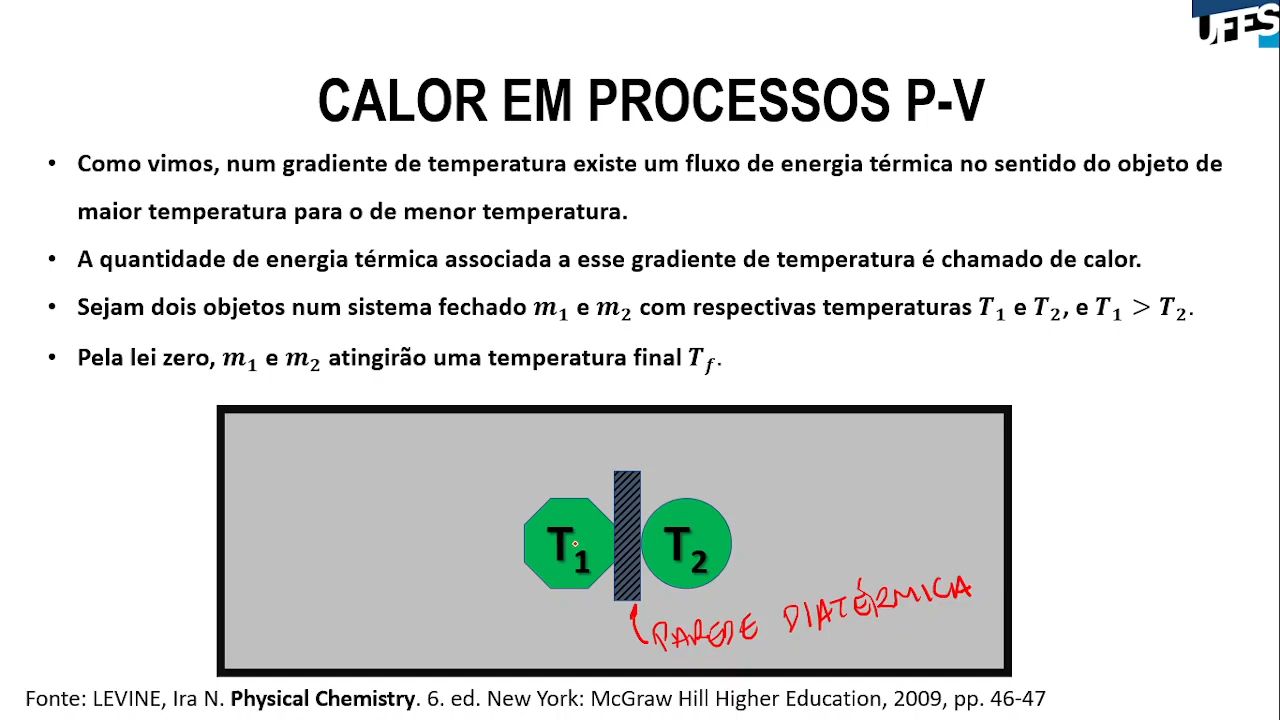 UFES
CALOR EM PROCESSOS P-V
• Como vimos, num gradiente de temperatura existe um fluxo de energia térmica no sentido do objeto de
maior temperatura para o de menor temperatura.
• A quantidade de energia térmica associada a esse gradiente de temperatura é chamado de calor.
• Sejam dois objetos num sistema fechado m₁ e m₂ com respectivas temperaturas T₁ e T₂, e T₁ > T₂.
• Pela lei zero, m₁ e m₂ atingirão uma temperatura final T_f.
T₁ T₂
PAREDE DIATÉRMICA
Fonte: LEVINE, Ira N. Physical Chemistry. 6. ed. New York: McGraw Hill Higher Education, 2009, pp. 46-47